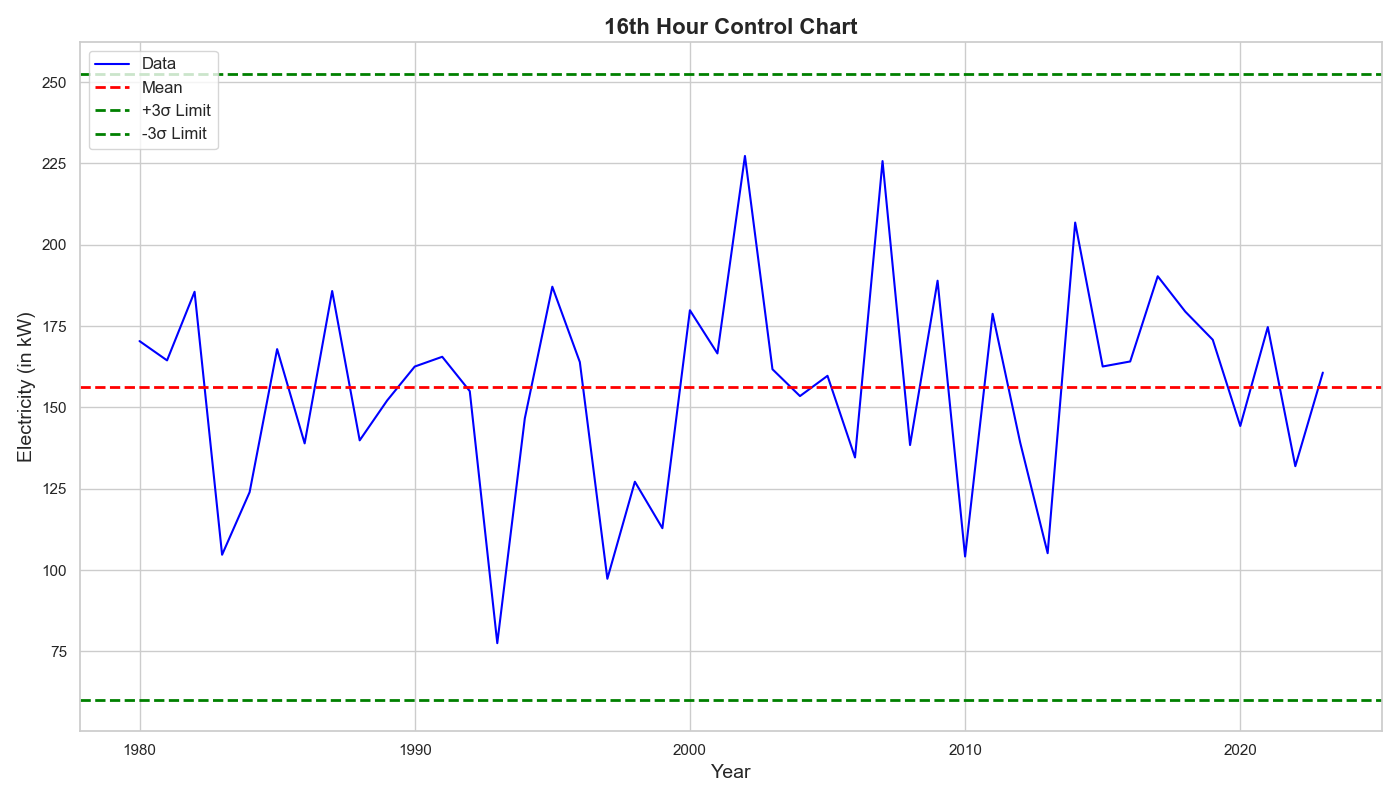 16th Hour Control Chart
Data
Mean
+3σ Limit
-3σ Limit
Electricity (in kW)
250
225
200
175
150
125
100
75
1980
1990
2000
2010
2020
Year